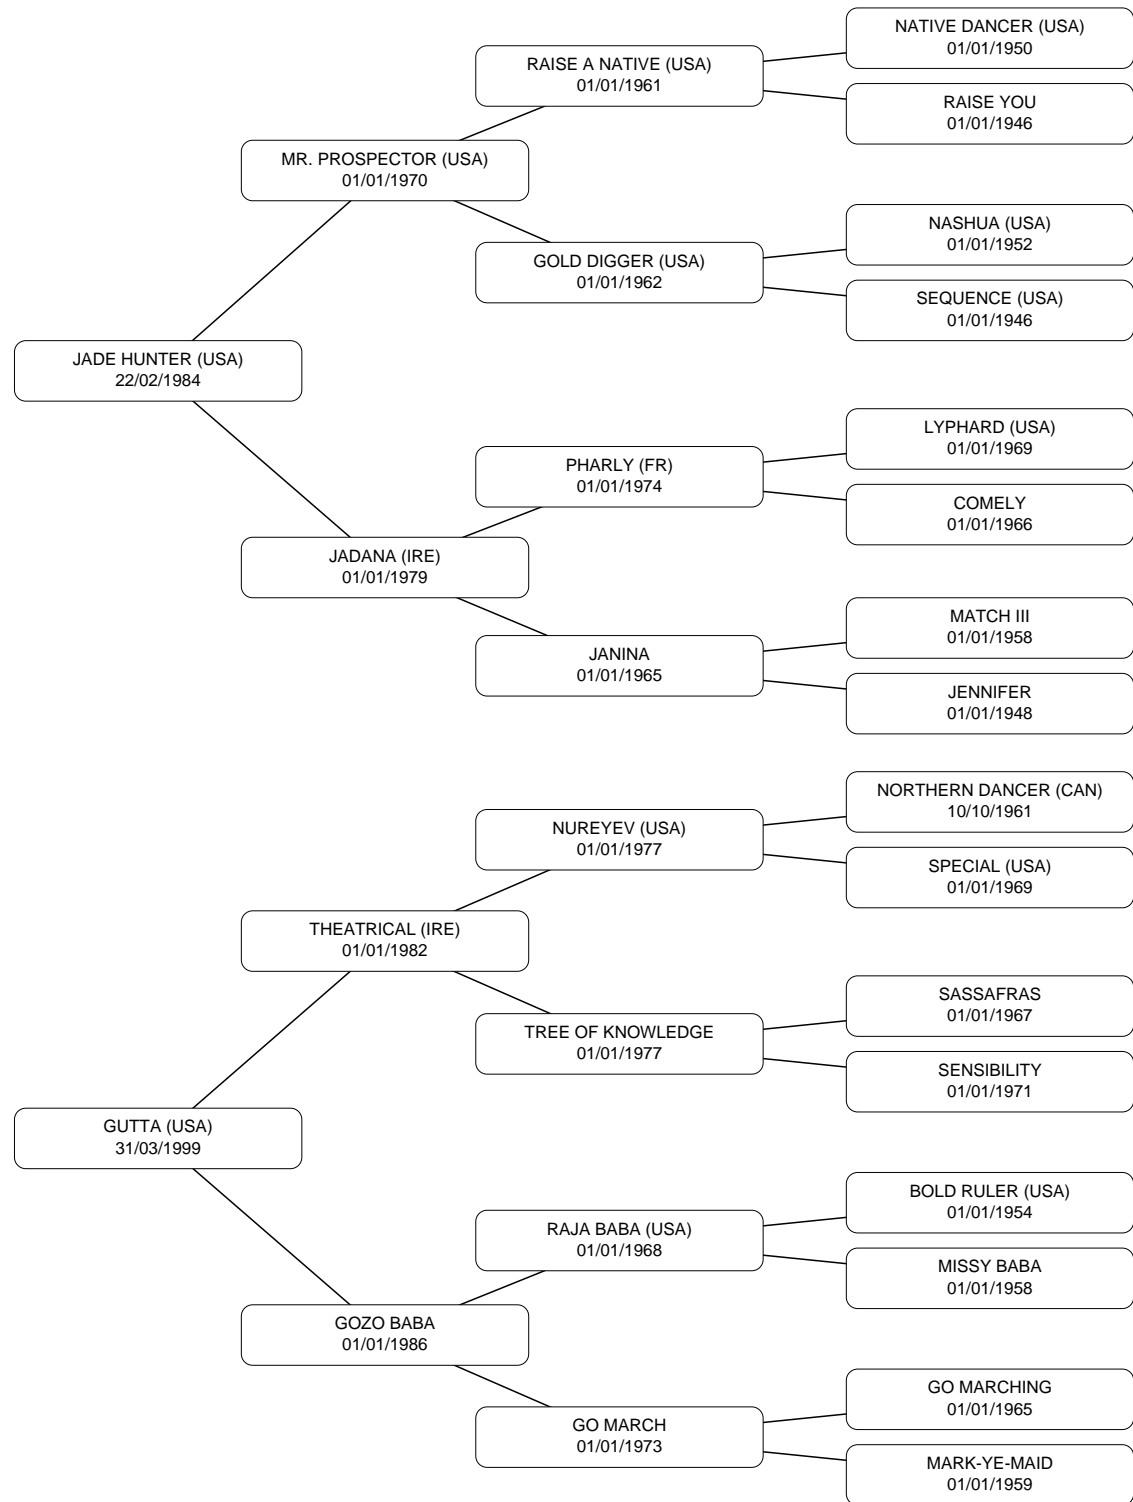 NATIVE DANCER (USA)
01/01/1950
RAISE A NATIVE (USA)
01/01/1961
RAISE YOU
01/01/1946
MR. PROSPECTOR (USA)
01/01/1970
NASHUA (USA)
01/01/1952
GOLD DIGGER (USA)
01/01/1962
SEQUENCE (USA)
01/01/1946
JADE HUNTER (USA)
22/02/1984
LYPHARD (USA)
01/01/1969
PHARLY (FR)
01/01/1974
COMELY
01/01/1966
JADANA (IRE)
01/01/1979
MATCH III
01/01/1958
JANINA
01/01/1965
JENNIFER
01/01/1948
NORTHERN DANCER (CAN)
10/10/1961
NUREYEV (USA)
01/01/1977
SPECIAL (USA)
01/01/1969
THEATRICAL (IRE)
01/01/1982
SASSAFRAS
01/01/1967
TREE OF KNOWLEDGE
01/01/1977
SENSIBILITY
01/01/1971
GUTTA (USA)
31/03/1999
BOLD RULER (USA)
01/01/1954
RAJA BABA (USA)
01/01/1968
MISSY BABA
01/01/1958
GOZO BABA
01/01/1986
GO MARCHING
01/01/1965
GO MARCH
01/01/1973
MARK-YE-MAID
01/01/1959